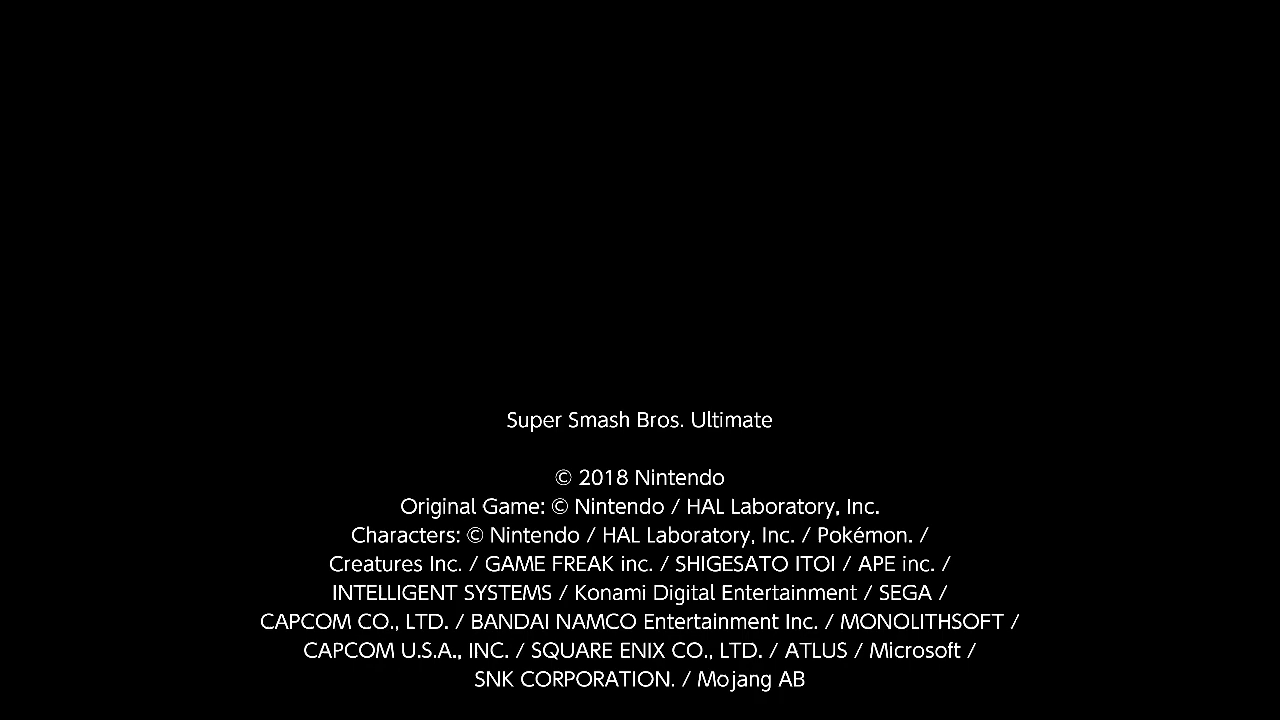 Super Smash Bros. Ultimate
© 2018 Nintendo
Original Game: © Nintendo / HAL Laboratory, Inc.
Characters: © Nintendo / HAL Laboratory, Inc. / Pokémon. /
Creatures Inc. / GAME FREAK inc. / SHIGESATO ITOI / APE inc. /
INTELLIGENT SYSTEMS / Konami Digital Entertainment / SEGA /
CAPCOM CO., LTD. / BANDAI NAMCO Entertainment Inc. / MONOLITHSOFT /
CAPCOM U.S.A., INC. / SQUARE ENIX CO., LTD. / ATLUS / Microsoft /
SNK CORPORATION. / Mojang AB